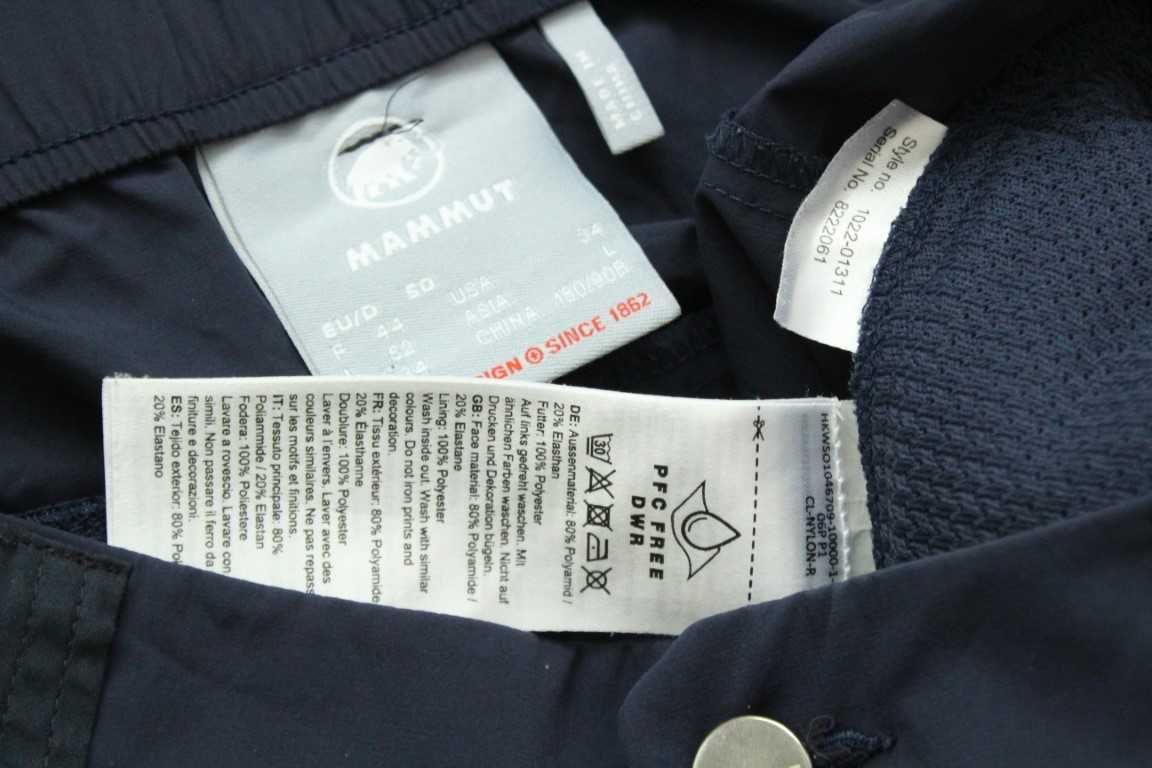 MADE IN
CHINA
MAMMUT
EU/D 50 USA 34
F 44 ASIA L
CHINA 180/90B
SINCE 1862
Style no. 1022-01311
Serial No. 8222061
HKWSO1046709-10000-1-
06P P1
CL-NYLON-R
PFC FREE
DWR
30
DE: Aussenmaterial: 80% Polyamid /
20% Elasthan
Futter: 100% Polyester
Auf links gedreht waschen. Mit
ähnlichen Farben waschen. Nicht auf
Drucken und Dekoration bügeln.
GB: Face material: 80% Polyamide /
20% Elastane
Lining: 100% Polyester
Wash inside out. Wash with similar
colours. Do not iron prints and
decoration.
FR: Tissu extérieur: 80% Polyamide
20% Elasthanne
Doublure: 100% Polyester
Laver à l'envers. Laver avec des
couleurs similaires. Ne pas repass
sur les motifs et finitions.
IT: Tessuto principale: 80%
Poliammide / 20% Elastan
Fodera: 100% Poliestere
Lavare a rovescio. Lavare con
simili. Non passare il ferro da
finiture e decorazioni.
ES: Tejido exterior: 80% Pol
20% Elastano